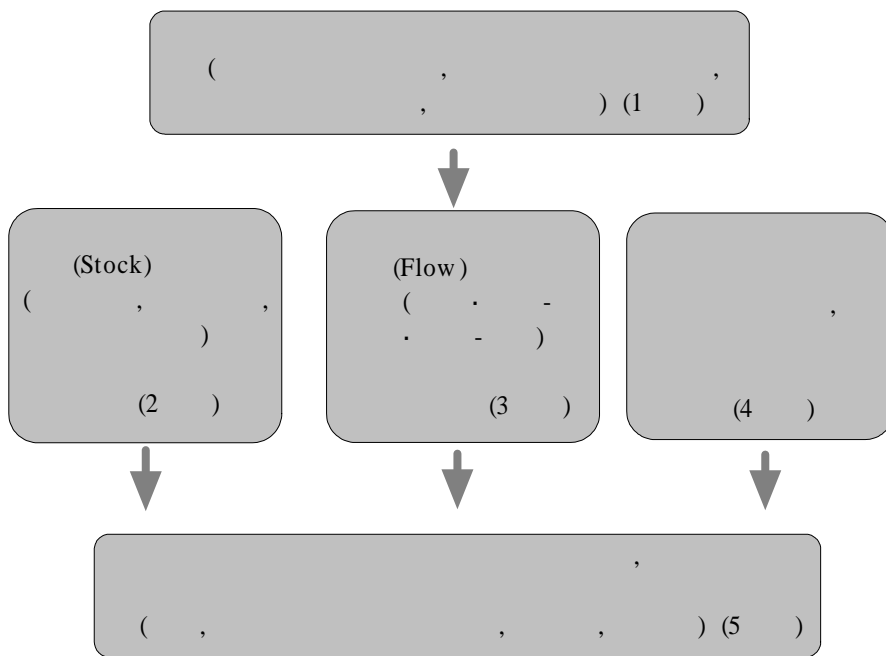 ( , ,
, ) (1 )
(Stock)
( , ,
)
(2 )
(Flow)
( · -
· - )
(3 )
,
(4 )
,
( , , , ) (5 )